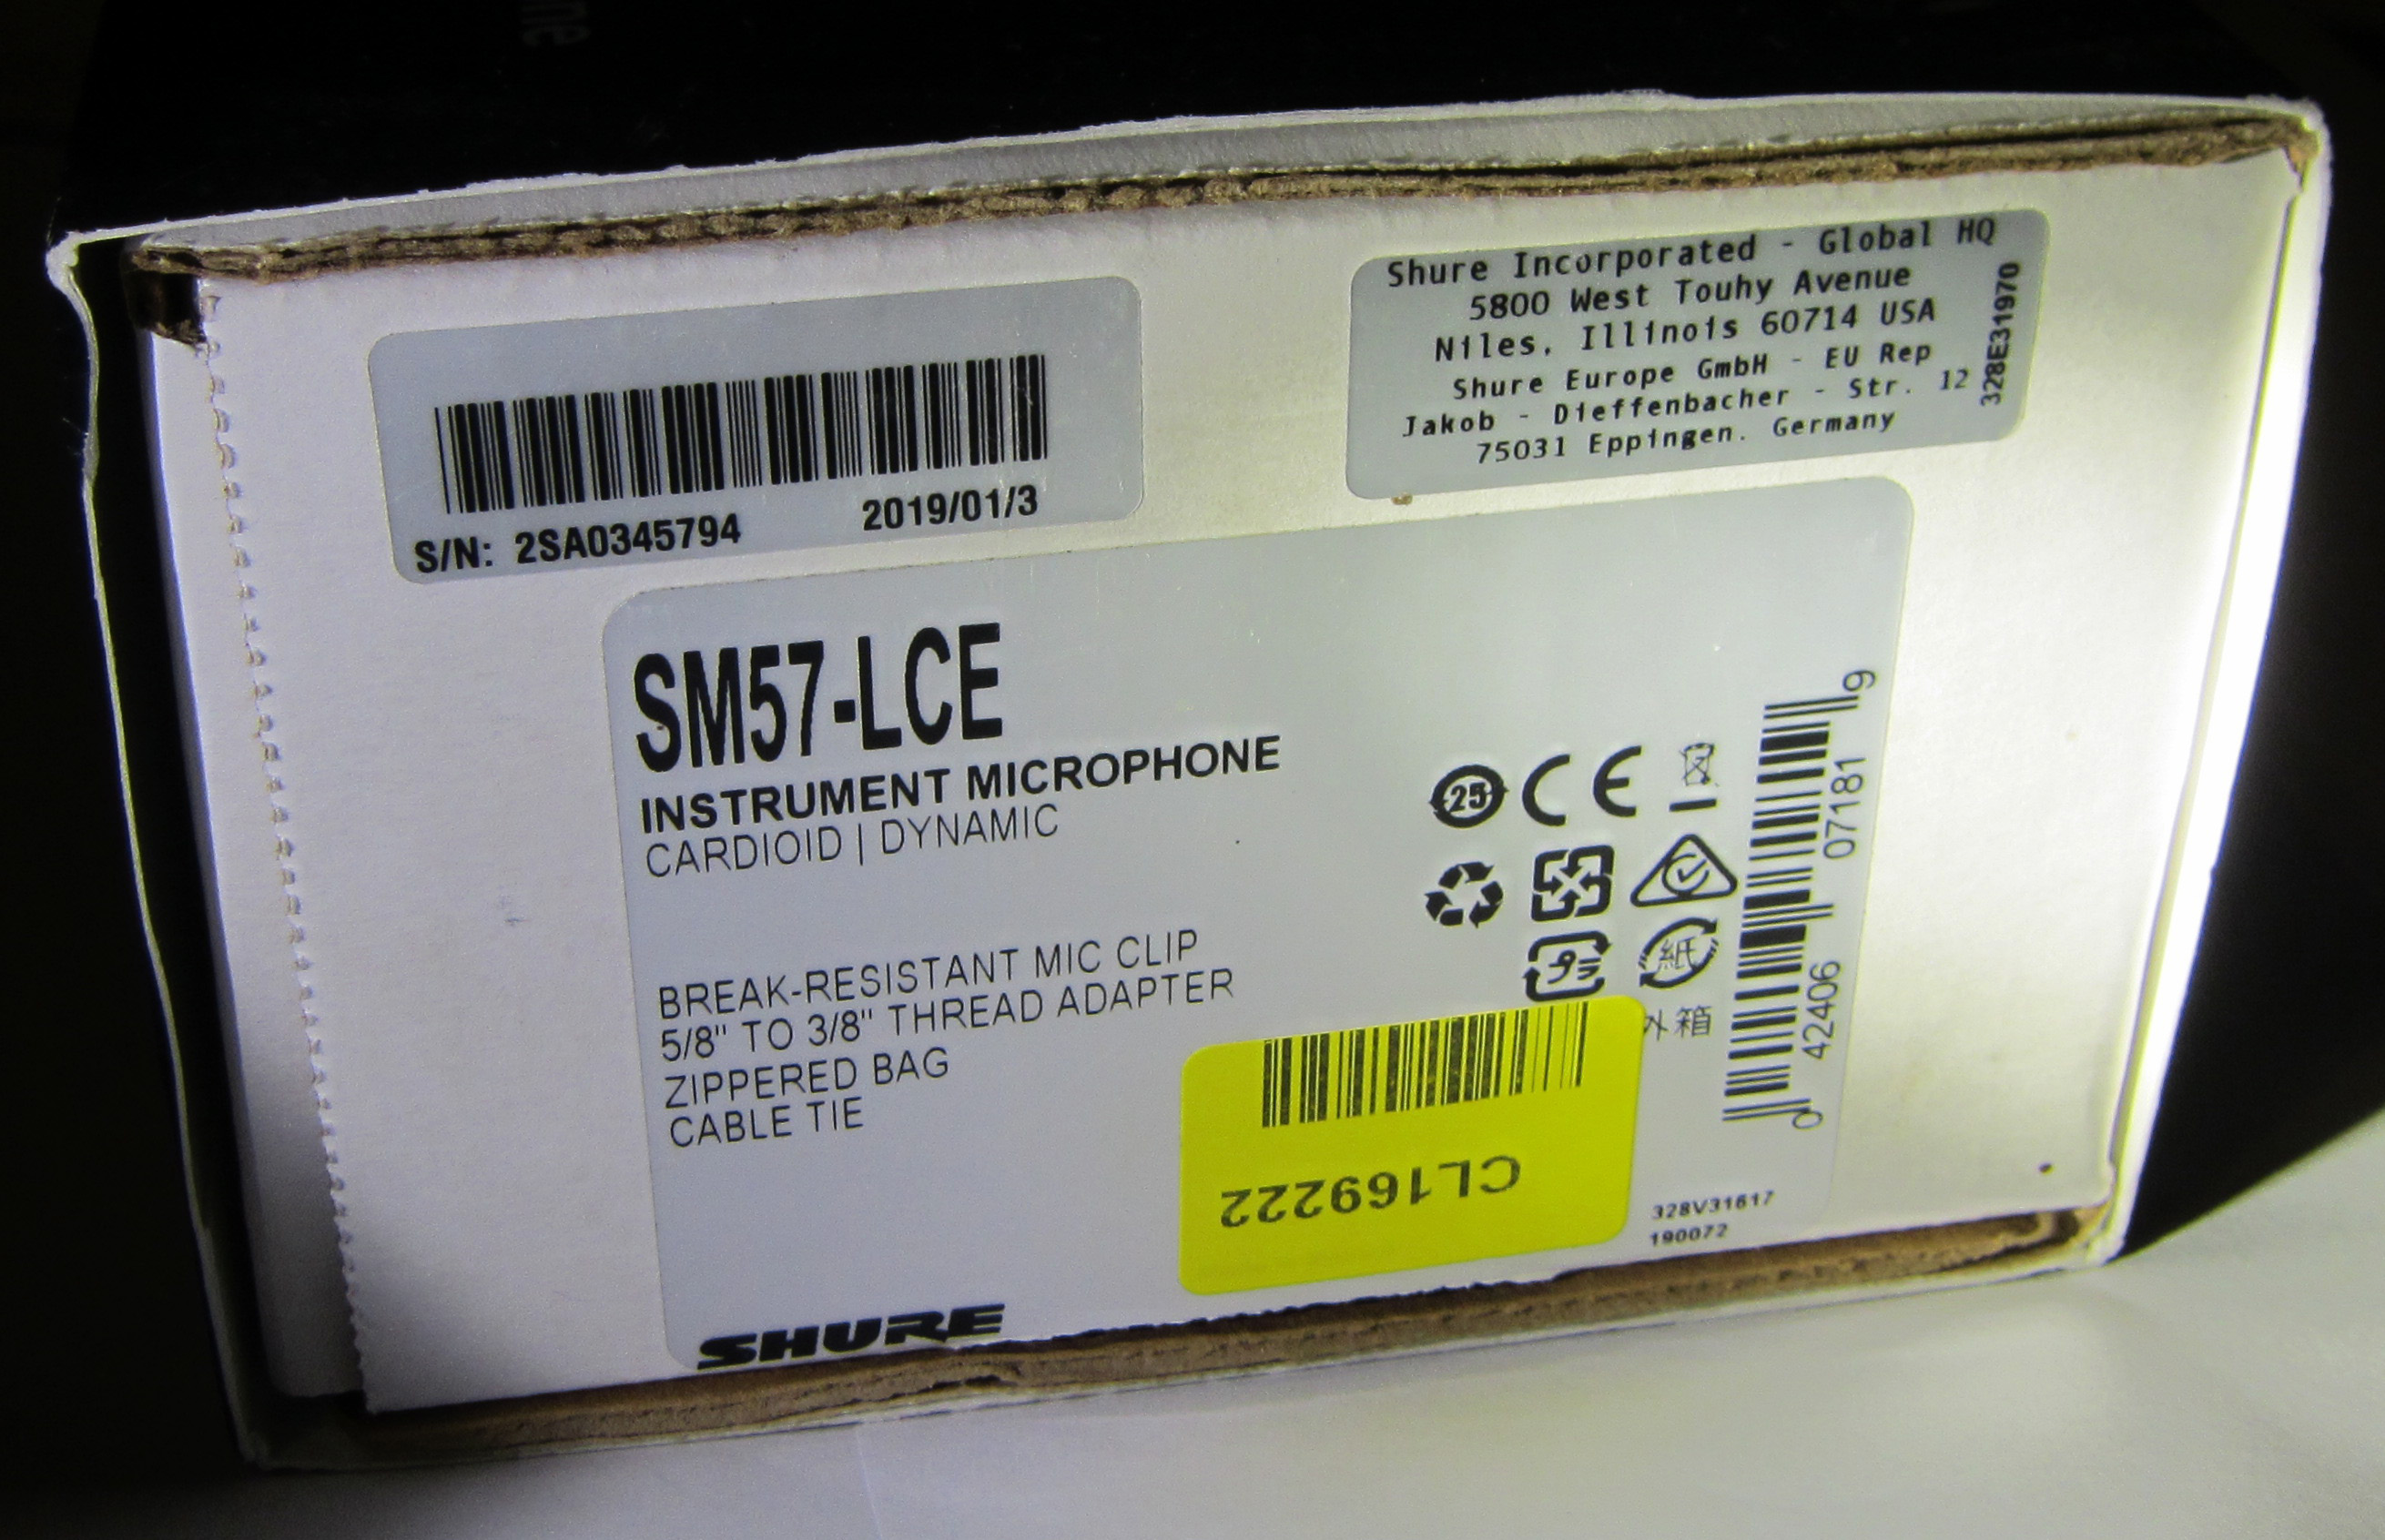 ne
Shure Incorporated - Global HQ
5800 West Touhy Avenue
Niles, Illinois 60714 USA
Shure Europe GmbH - EU Rep
Jakob - Dieffenbacher - Str. 12
75031 Eppingen. Germany
328E31970
S/N: 2SA0345794 2019/01/3
SM57-LCE
INSTRUMENT MICROPHONE
CARDIOID | DYNAMIC
BREAK-RESISTANT MIC CLIP
5/8" TO 3/8" THREAD ADAPTER
ZIPPERED BAG
CABLE TIE
25 CE
紙
外箱
0 42406 07181 9
CL169222
328V31617
190072
SHURE